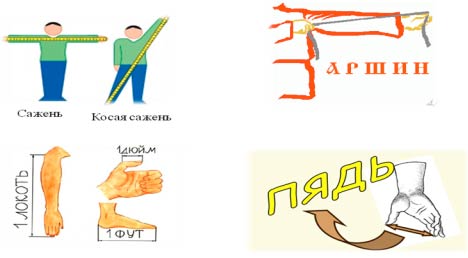 Сажень
Косая сажень
АРШИН
1 ЛОКОТЬ
1 ДЮЙМ
1 ФУТ
ПЯДЬ